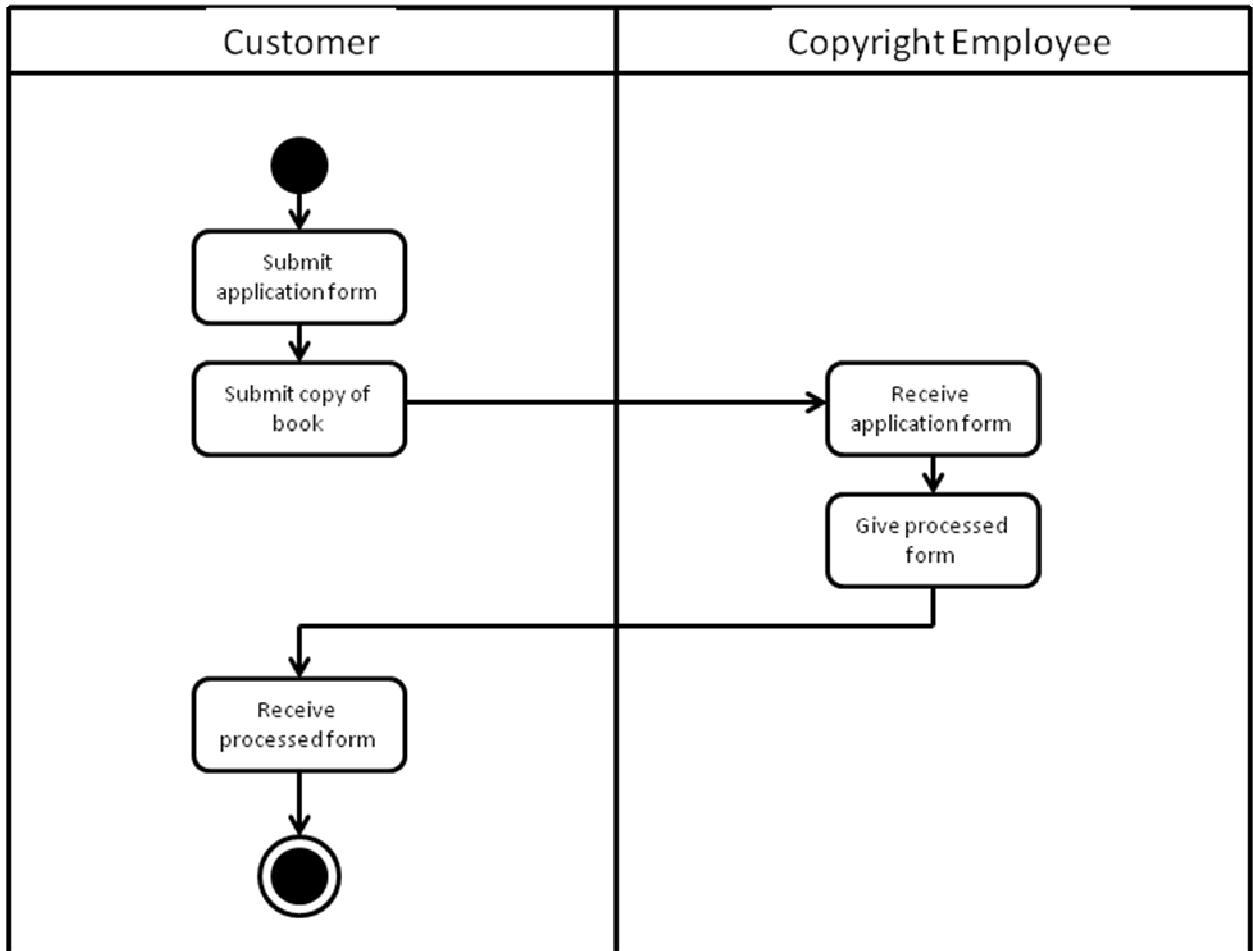 Customer
Copyright Employee
Submit
application form
Submit copy of
book
Receive
application form
Give processed
form
Receive
processed form